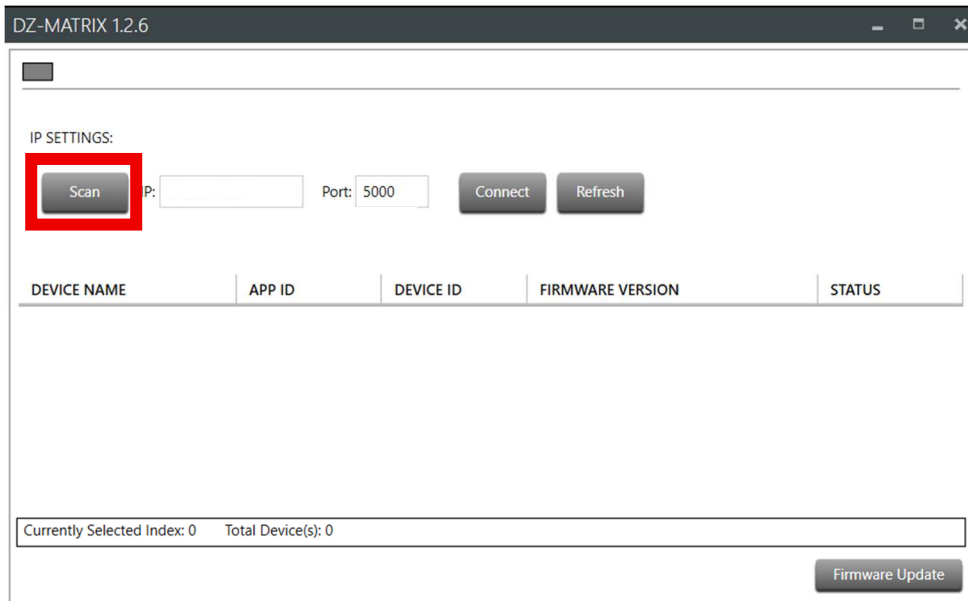 DZ-MATRIX 1.2.6
IP SETTINGS:
Scan IP: Port: 5000 Connect Refresh
DEVICE NAME APP ID DEVICE ID FIRMWARE VERSION STATUS
Currently Selected Index: 0 Total Device(s): 0
Firmware Update